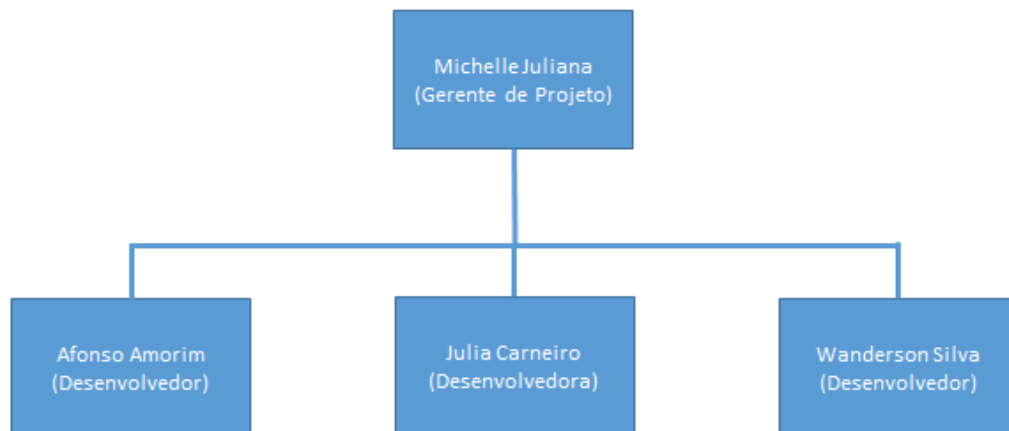 Michelle Juliana
(Gerente de Projeto)
Afonso Amorim
(Desenvolvedor)
Julia Carneiro
(Desenvolvedora)
Wanderson Silva
(Desenvolvedor)